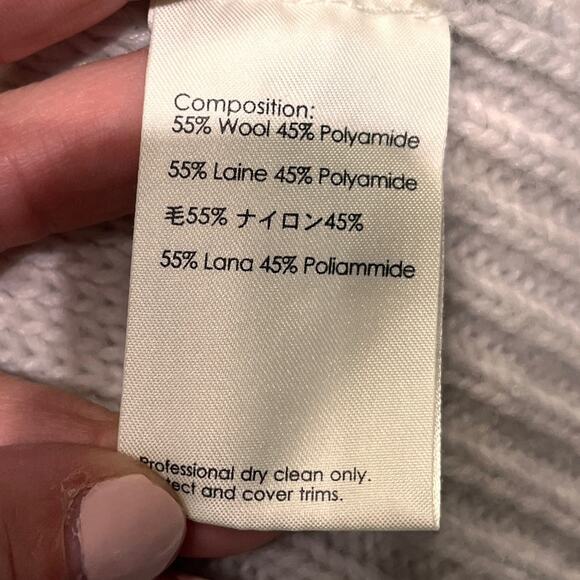 Composition:
55% Wool 45% Polyamide
55% Laine 45% Polyamide
毛55% ナイロン45%
55% Lana 45% Poliammide
Professional dry clean only.
and cover trims.